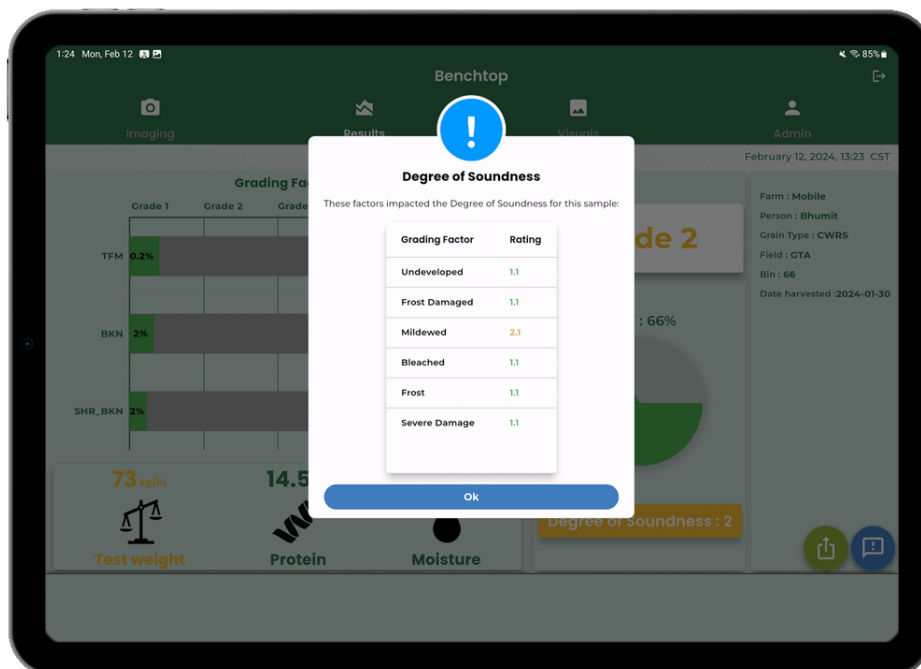 1:24 Mon, Feb 12
85%
Benchtop
Imaging
Results
Visuals
Admin
February 12, 2024, 13:23 CST
Grading Fa
Grade 1 Grade 2 Grade
TFM 0.2%
BKN 2%
SHR_BKN 2%
73 kg/hL
Test weight
14.5
Protein
Moisture
Degree of Soundness
These factors impacted the Degree of Soundness for this sample:
Grading Factor Rating
Undeveloped 1.1
Frost Damaged 1.1
Mildewed 2.1
Bleached 1.1
Frost 1.1
Severe Damage 1.1
Ok
de 2
: 66%
Degree of Soundness : 2
Farm : Mobile
Person : Bhumit
Grain Type : CWRS
Field : GTA
Bin : 66
Date harvested :2024-01-30